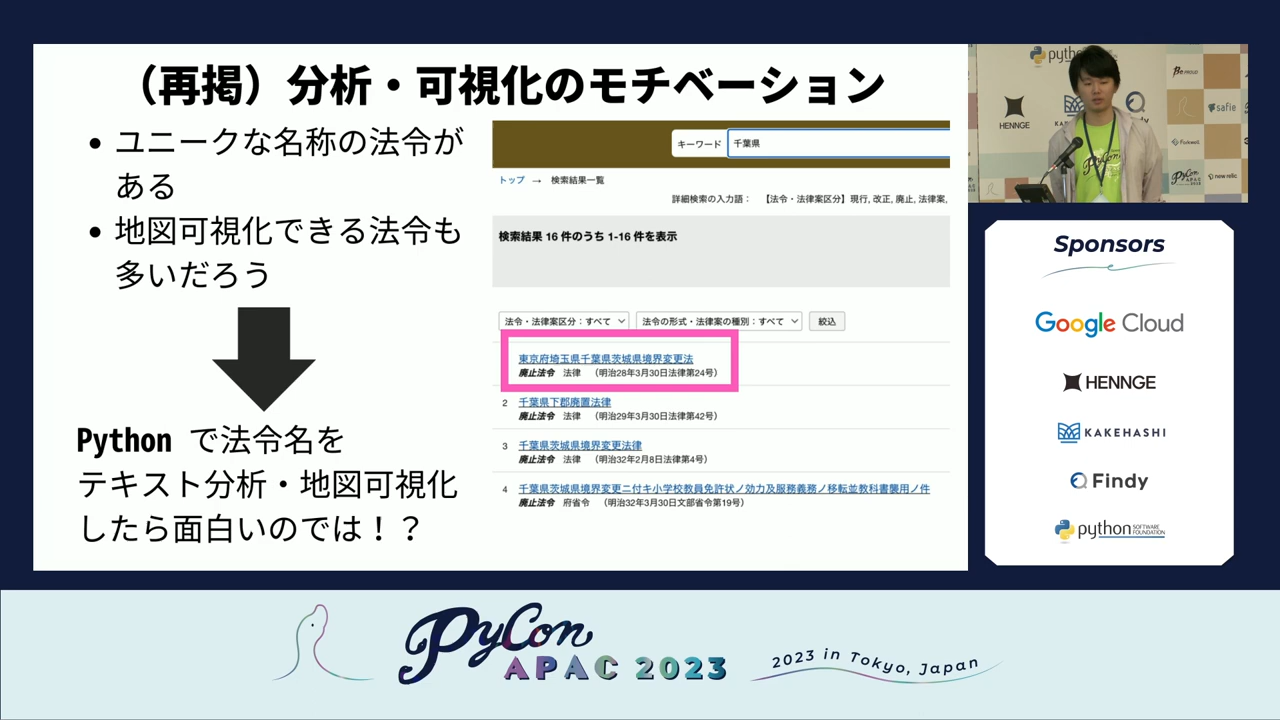 （再掲）分析・可視化のモチベーション
ユニークな名称の法令が
ある
地図可視化できる法令も
多いだろう
Python で法令名を
テキスト分析・地図可視化
したら面白いのでは！？
キーワード 千葉県
トップ → 検索結果一覧
詳細検索の入力語： 【法令・法律案区分】現行, 改正, 廃止, 法律案,
検索結果 16 件のうち 1-16 件を表示
法令・法律案区分：すべて 法令の形式・法律案の種別：すべて 絞込
東京府埼玉県千葉県茨城県境界変更法
廃止法令 法律 （明治28年3月30日法律第24号）
2 千葉県下郡廃置法律
廃止法令 法律 （明治29年3月30日法律第42号）
3 千葉県茨城県境界変更法律
廃止法令 法律 （明治32年2月8日法律第4号）
4 千葉県茨城県境界変更ニ付キ小学校教員免許状ノ効力及服務義務ノ移転並教科書襲用ノ件
廃止法令 府省令 （明治32年3月30日文部省令第19号）
HENNGE
safie
new relic
Sponsors
Google Cloud
HENNGE
KAKEHASHI
Findy
python SOFTWARE FOUNDATION
PyCon
APAC 2023
2023 in Tokyo, Japan